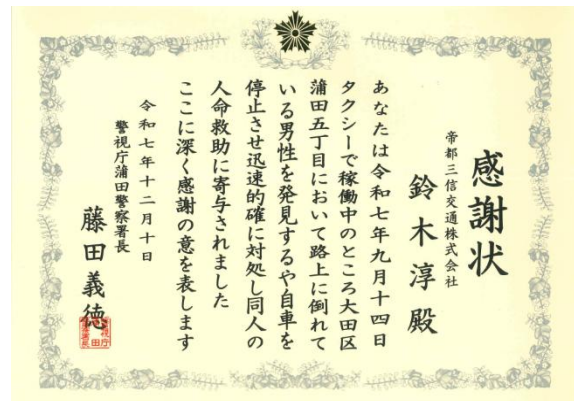 感謝状
帝都三信交通株式会社
鈴木淳殿
あなたは令和七年九月十四日
タクシーで稼働中のところ大田区
蒲田五丁目において路上に倒れて
いる男性を発見するや自車を
停止させ迅速的確に対処し同人の
人命救助に寄与されました
ここに深く感謝の意を表します
令和七年十二月十日
警視庁蒲田警察署長
藤田義徳